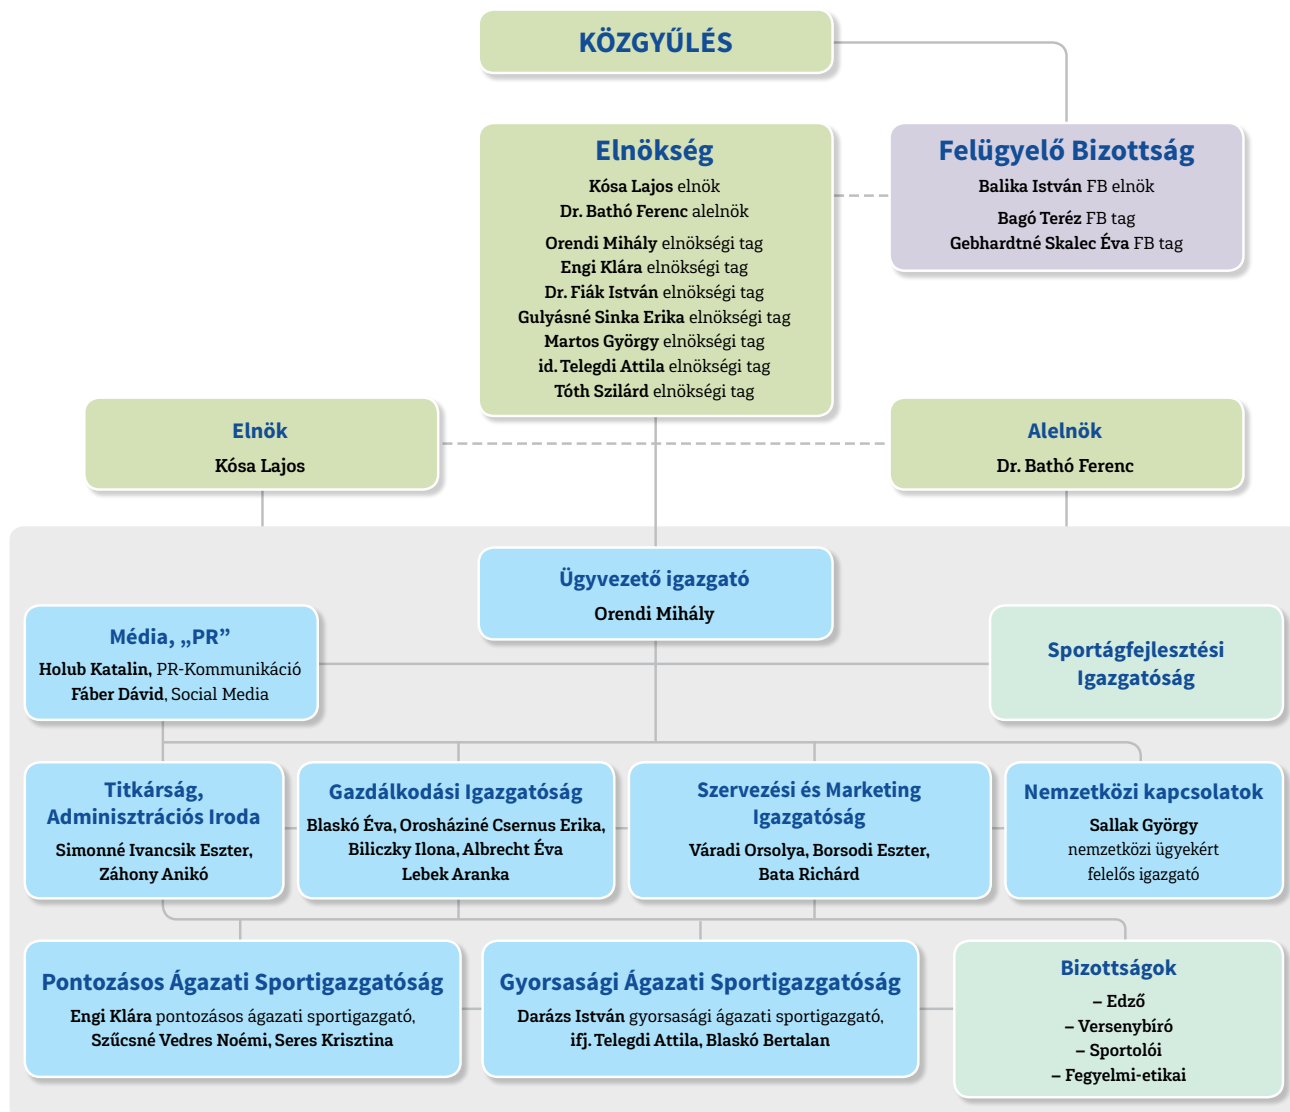 KÖZGYŰLÉS
Elnökség
Kósa Lajos elnök
Dr. Bathó Ferenc alelnök
Orendi Mihály elnökségi tag
Engi Klára elnökségi tag
Dr. Fiák István elnökségi tag
Gulyásné Sinka Erika elnökségi tag
Martos György elnökségi tag
id. Telegdi Attila elnökségi tag
Tóth Szilárd elnökségi tag
Felügyelő Bizottság
Balika István FB elnök
Bagó Teréz FB tag
Gebhardtné Skalec Éva FB tag
Elnök
Kósa Lajos
Alelnök
Dr. Bathó Ferenc
Ügyvezető igazgató
Orendi Mihály
Média, „PR”
Holub Katalin, PR-Kommunikáció
Fáber Dávid, Social Media
Sportágfejlesztési
Igazgatóság
Titkárság,
Adminisztrációs Iroda
Simonné Ivancsik Eszter,
Záhony Anikó
Gazdálkodási Igazgatóság
Blaskó Éva, Orosháziné Csernus Erika,
Biliczky Ilona, Albrecht Éva
Lebek Aranka
Szervezési és Marketing
Igazgatóság
Váradi Orsolya, Borsodi Eszter,
Bata Richárd
Nemzetközi kapcsolatok
Sallak György
nemzetközi ügyekért
felelős igazgató
Pontozásos Ágazati Sportigazgatóság
Engi Klára pontozásos ágazati sportigazgató,
Szűcsné Vedres Noémi, Seres Krisztina
Gyorsasági Ágazati Sportigazgatóság
Darázs István gyorsasági ágazati sportigazgató,
ifj. Telegdi Attila, Blaskó Bertalan
Bizottságok
– Edző
– Versenybíró
– Sportolói
– Fegyelmi-etikai